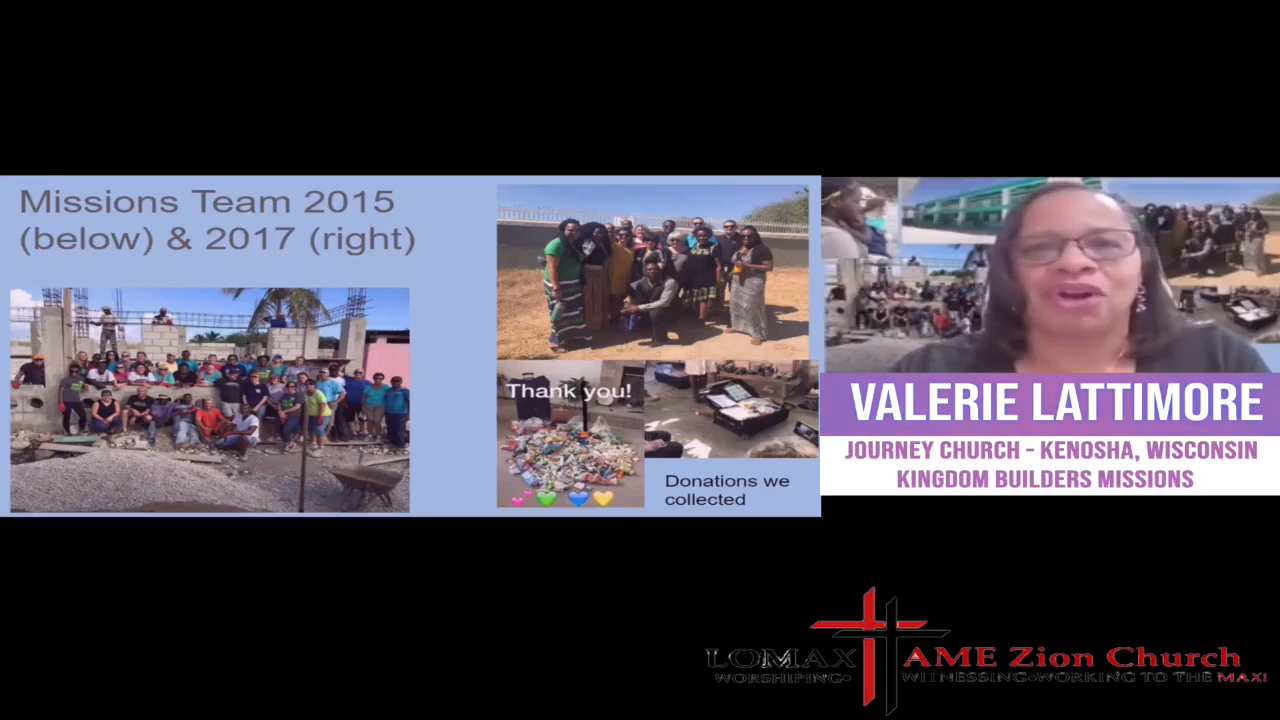 Missions Team 2015
(below) & 2017 (right)
Thank you!
Donations we
collected
VALERIE LATTIMORE
JOURNEY CHURCH - KENOSHA, WISCONSIN
KINGDOM BUILDERS MISSIONS
LOMAX AME Zion Church
WORSHIPING• WITNESSING•WORKING TO THE MAX!